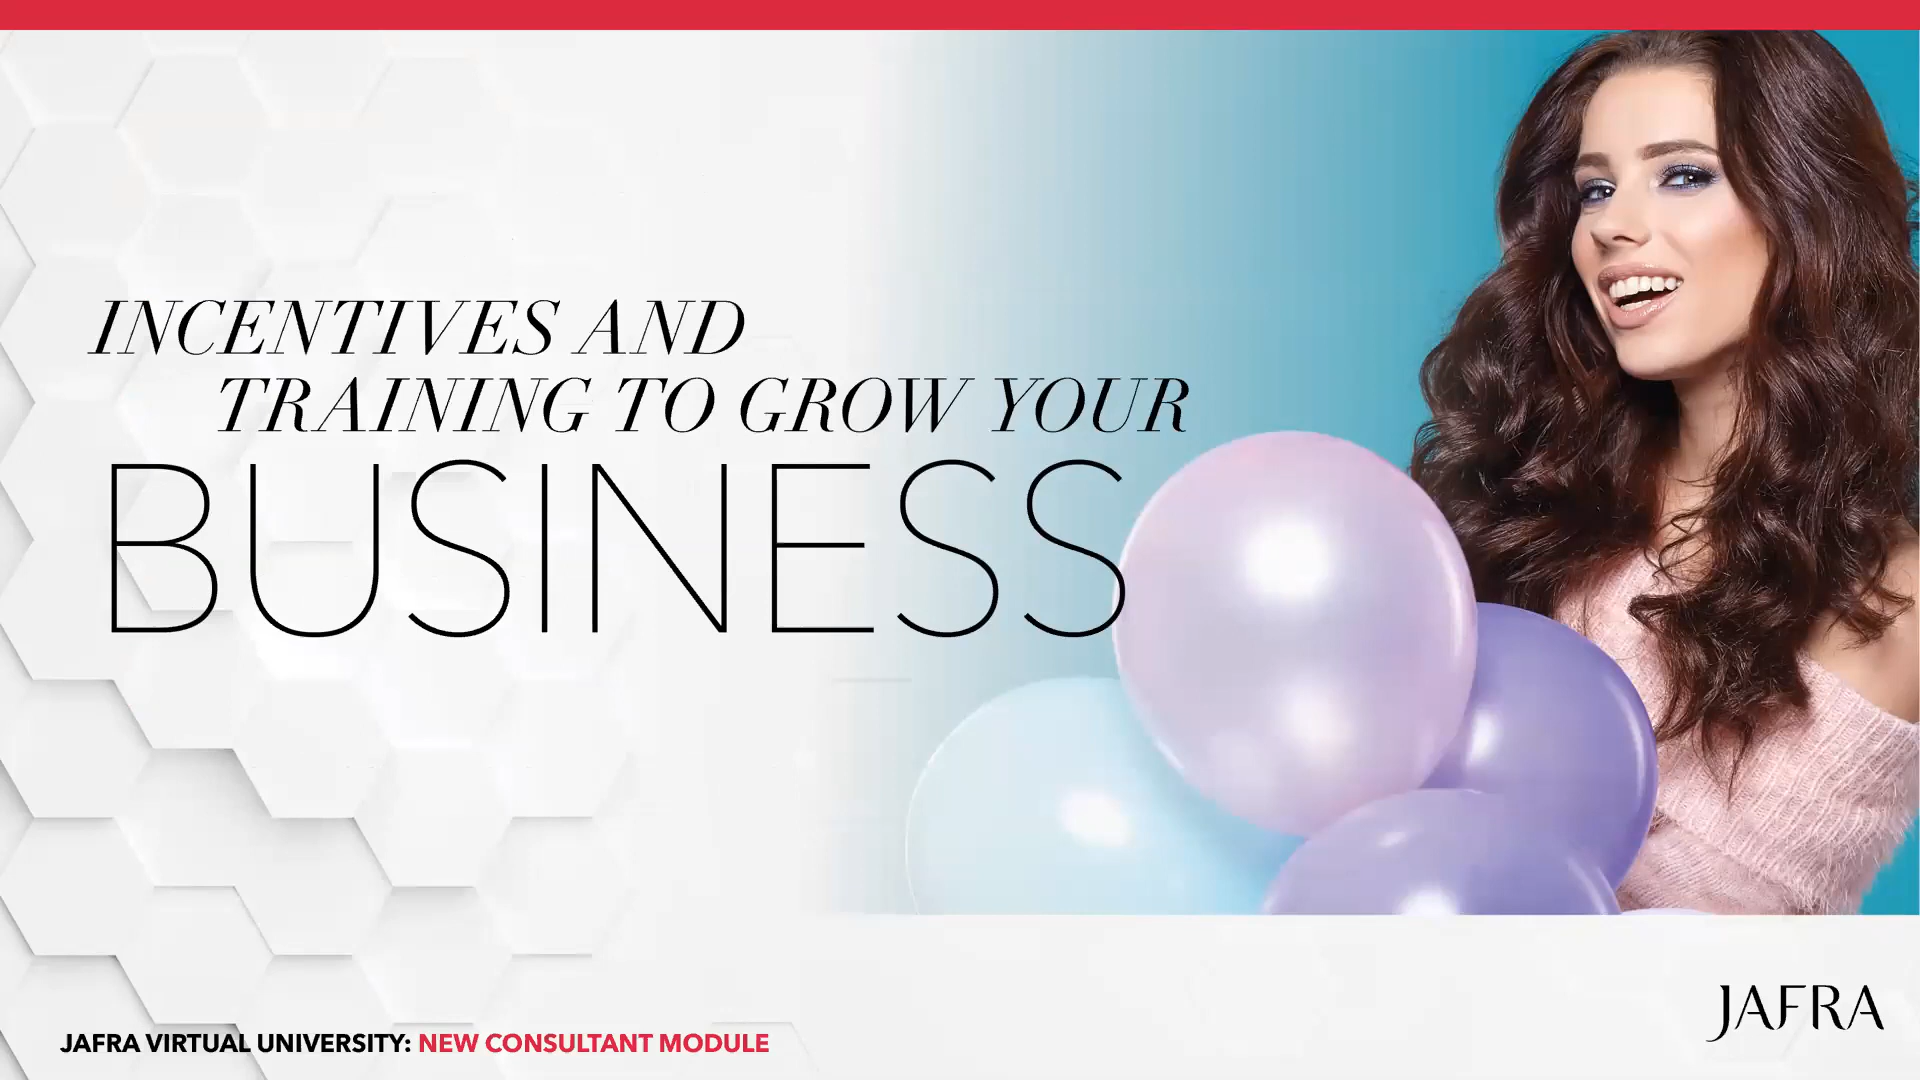 INCENTIVES AND
TRAINING TO GROW YOUR
BUSINESS
JAFRA
JAFRA VIRTUAL UNIVERSITY: NEW CONSULTANT MODULE